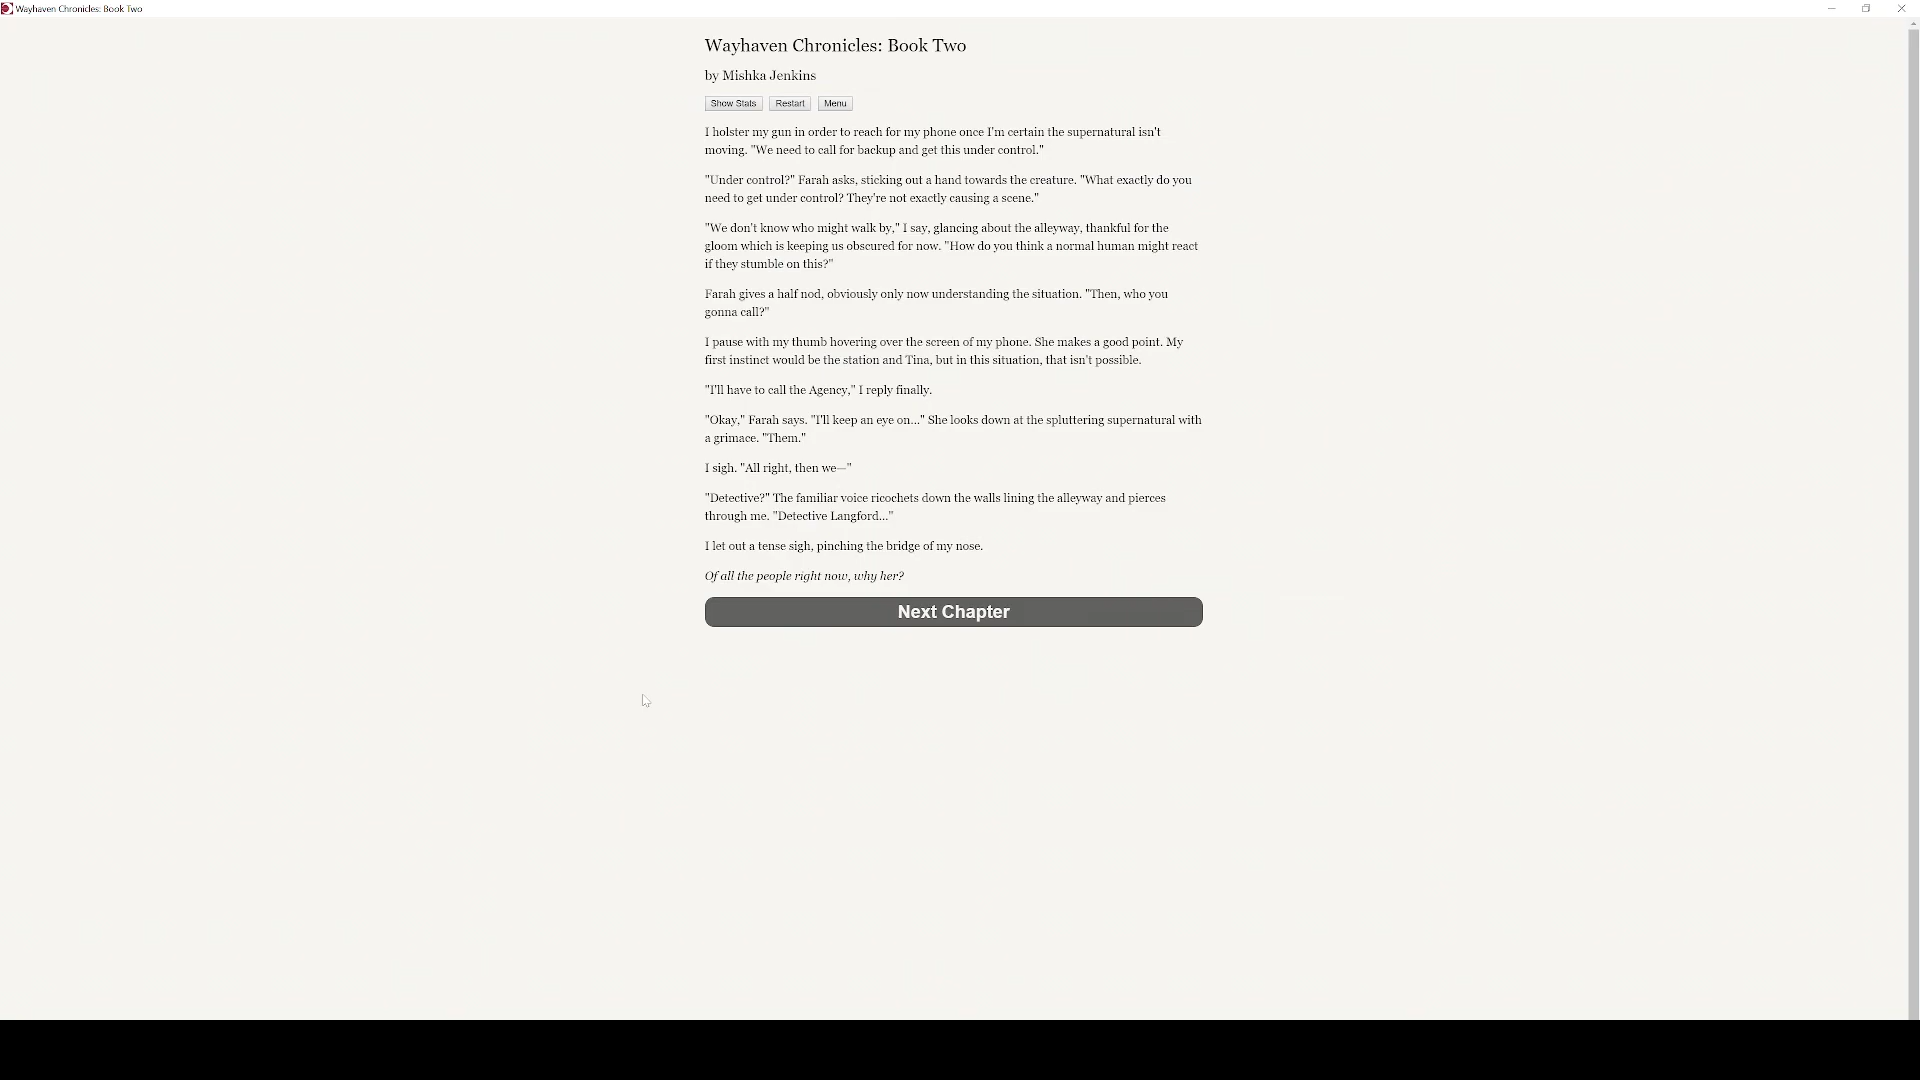 Wayhaven Chronicles: Book Two
Wayhaven Chronicles: Book Two
by Mishka Jenkins
Show Stats Restart Menu
I holster my gun in order to reach for my phone once I'm certain the supernatural isn't
moving. "We need to call for backup and get this under control."
"Under control?" Farah asks, sticking out a hand towards the creature. "What exactly do you
need to get under control? They're not exactly causing a scene."
"We don't know who might walk by," I say, glancing about the alleyway, thankful for the
gloom which is keeping us obscured for now. "How do you think a normal human might react
if they stumble on this?"
Farah gives a half nod, obviously only now understanding the situation. "Then, who you
gonna call?"
I pause with my thumb hovering over the screen of my phone. She makes a good point. My
first instinct would be the station and Tina, but in this situation, that isn't possible.
"I'll have to call the Agency," I reply finally.
"Okay," Farah says. "I'll keep an eye on..." She looks down at the spluttering supernatural with
a grimace. "Them."
I sigh. "All right, then we—"
"Detective?" The familiar voice ricochets down the walls lining the alleyway and pierces
through me. "Detective Langford..."
I let out a tense sigh, pinching the bridge of my nose.
Of all the people right now, why her?
Next Chapter